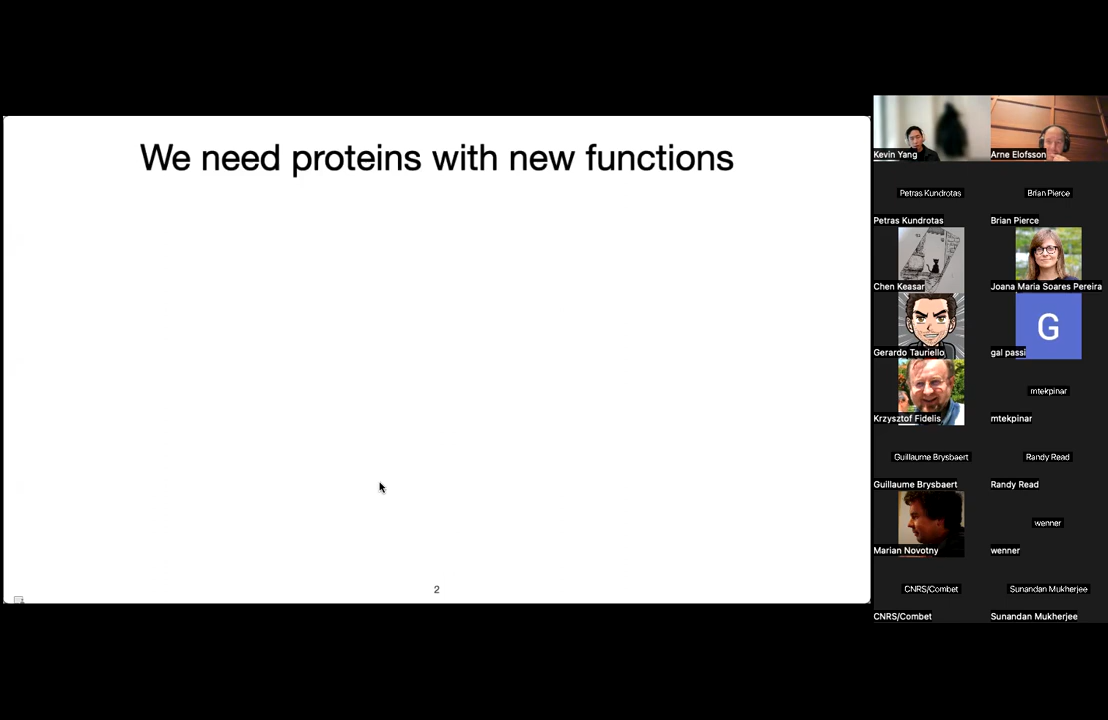 We need proteins with new functions
2
Kevin Yang
Arne Elofsson
Petras Kundrotas
Brian Pierce
Petras Kundrotas
Brian Pierce
Chen Keasar
Joana Maria Soares Pereira
Gerardo Tauriello
G
gal passi
Krzysztof Fidelis
mtekpinar
mtekpinar
Guillaume Brysbaert
Randy Read
Guillaume Brysbaert
Randy Read
Marian Novotny
wenner
wenner
CNRS/Combet
Sunandan Mukherjee
CNRS/Combet
Sunandan Mukherjee